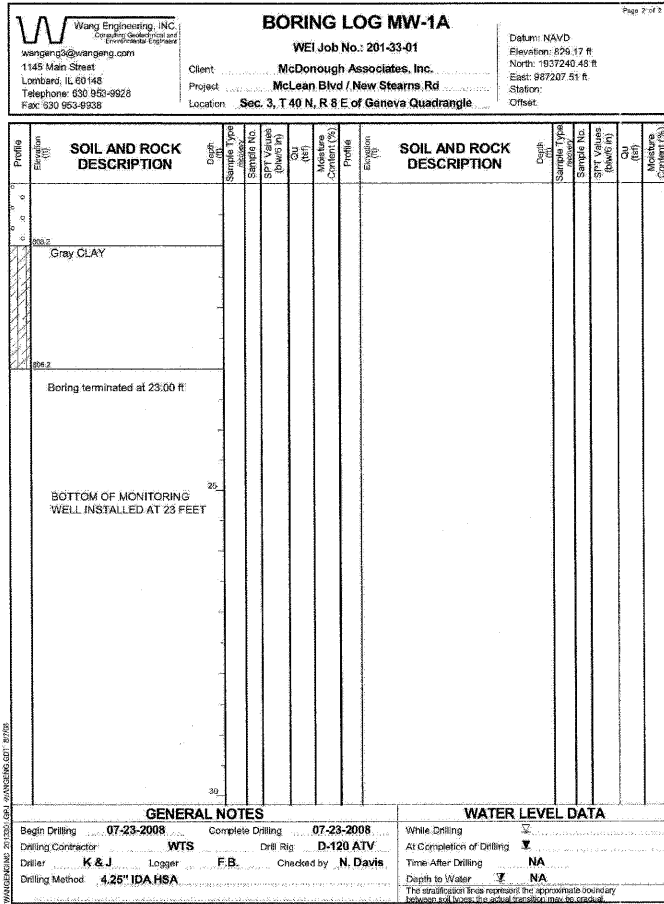 Page 2 of 2
Wang Engineering, INC.
Consulting Geotechnical and
Environmental Engineers
wangeng3@wangeng.com
1145 Main Street
Lombard, IL 60148
Telephone: 630 953-9928
Fax: 630 953-9938
BORING LOG MW-1A
WEI Job No.: 201-33-01
Client McDonough Associates, Inc.
Project McLean Blvd / New Stearns Rd
Location Sec. 3, T 40 N, R 8 E of Geneva Quadrangle
Datum: NAVD
Elevation: 829.17 ft
North: 1937240.48 ft
East: 987207.51 ft
Station:
Offset:
Profile
Elevation (ft)
SOIL AND ROCK
DESCRIPTION
Depth (ft)
Sample Type
recovery
Sample No.
SPT Values (blw/6 in)
Qu (tsf)
Moisture Content (%)
Profile
Elevation (ft)
SOIL AND ROCK
DESCRIPTION
Depth (ft)
Sample Type
recovery
Sample No.
SPT Values (blw/6 in)
Qu (tsf)
Moisture Content (%)
Gray CLAY
Boring terminated at 23.00 ft
25
BOTTOM OF MONITORING
WELL INSTALLED AT 23 FEET
30
GENERAL NOTES
Begin Drilling 07-23-2008 Complete Drilling 07-23-2008
Drilling Contractor WTS Drill Rig D-120 ATV
Driller K & J Logger F.B. Checked by N. Davis
Drilling Method 4.25" IDA HSA
WATER LEVEL DATA
While Drilling
At Completion of Drilling
Time After Drilling NA
Depth to Water NA
The stratification lines represent the approximate boundary
between soil types; the actual transition may be gradual.